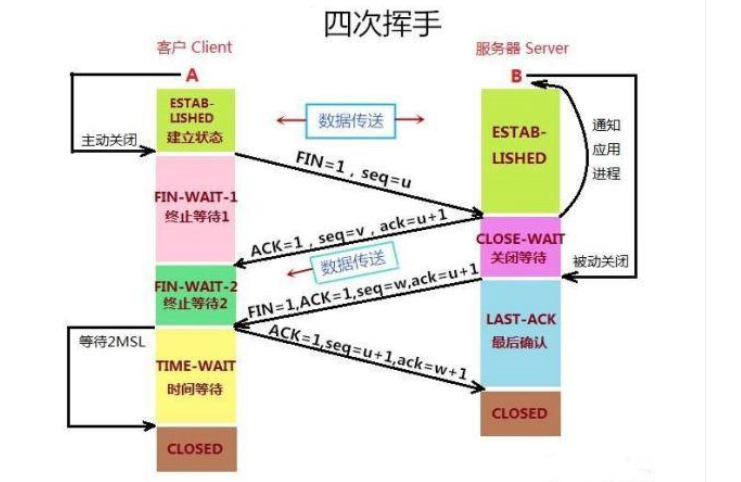 四次挥手
客户 Client
服务器 Server
A
B
ESTAB-
LISHED
建立状态
数据传送
ESTAB-
LISHED
通知
应用
进程
主动关闭
FIN=1，seq=u
FIN-WAIT-1
终止等待1
ACK=1，seq=v，ack=u+1
CLOSE-WAIT
关闭等待
数据传送
被动关闭
FIN-WAIT-2
终止等待2
FIN=1,ACK=1,seq=w,ack=u+1
LAST-ACK
最后确认
等待2MSL
ACK=1,seq=u+1,ack=w+1
TIME-WAIT
时间等待
CLOSED
CLOSED